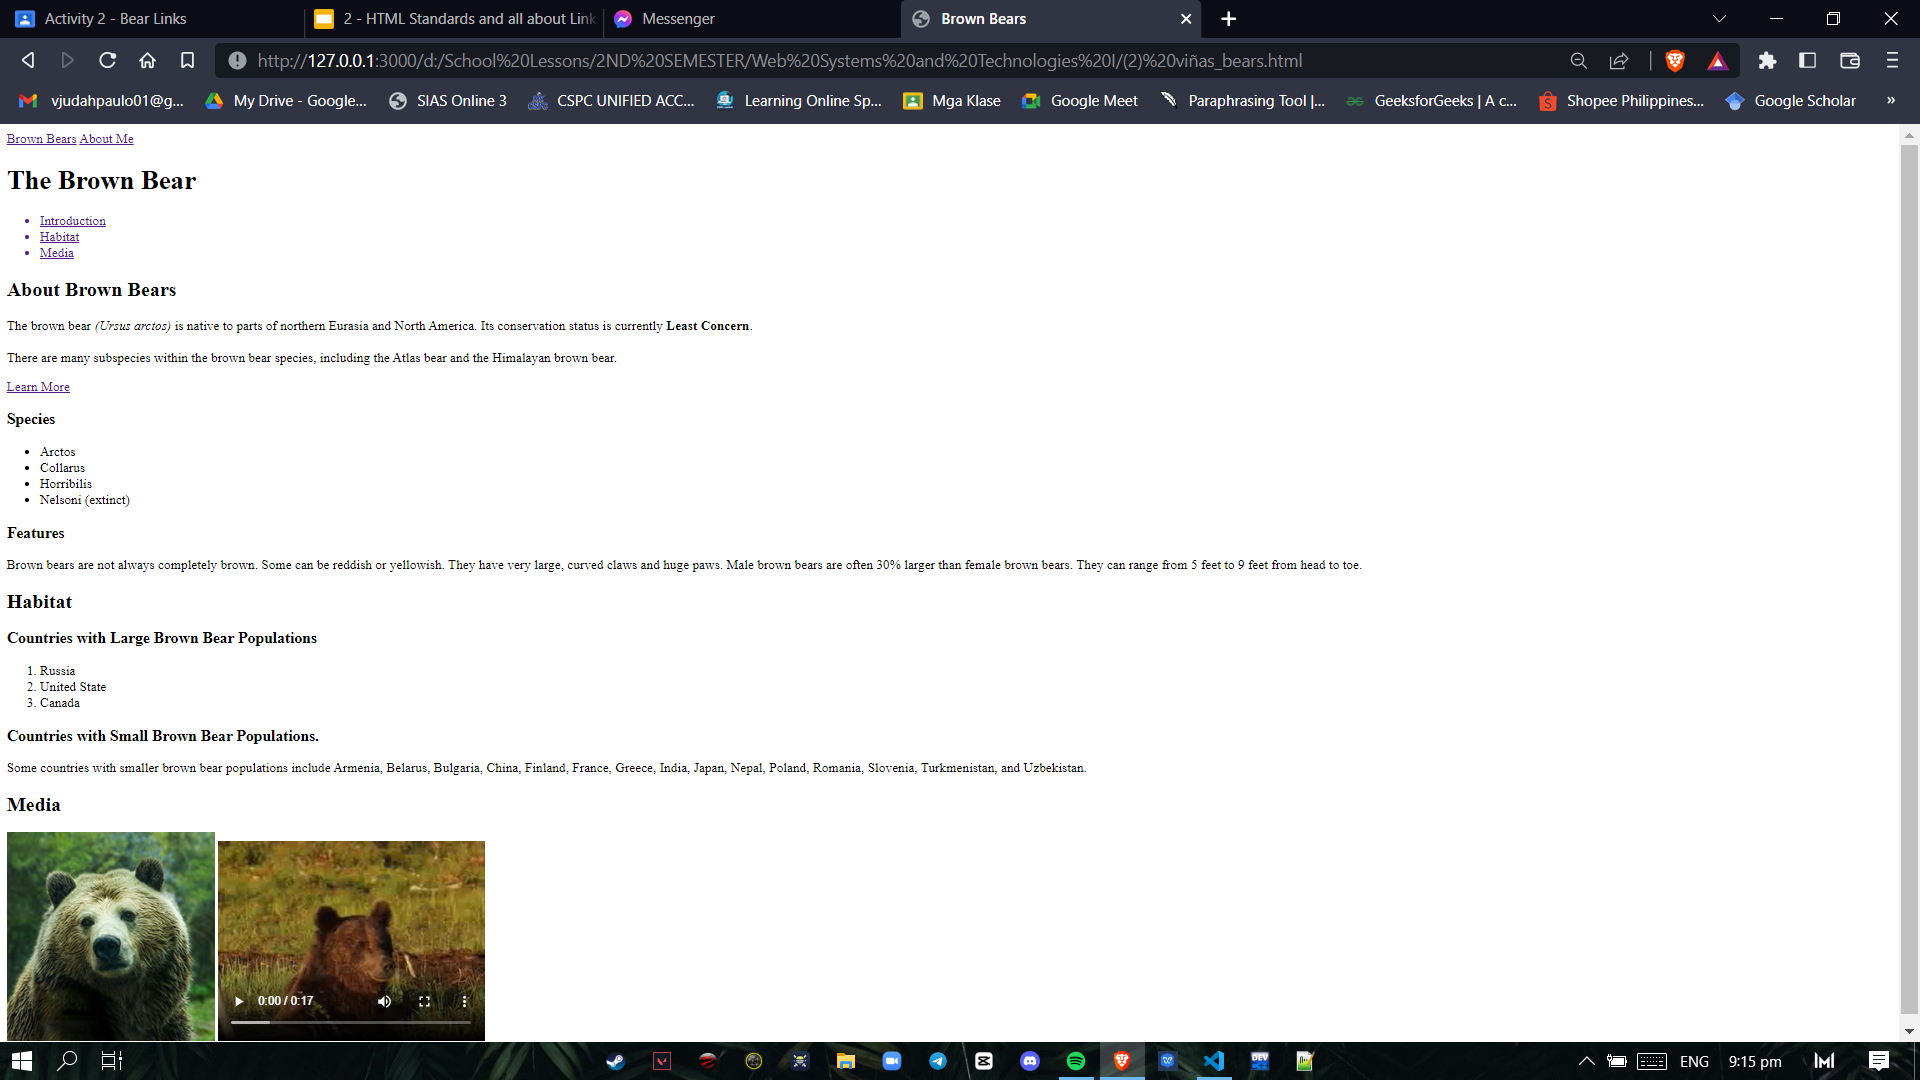 Activity 2 - Bear Links
2 - HTML Standards and all about Link
Messenger
Brown Bears
http://127.0.0.1:3000/d:/School%20Lessons/2ND%20SEMESTER/Web%20Systems%20and%20Technologies%20I/(2)%20viñas_bears.html
vjudahpaulo01@g...
My Drive - Google...
SIAS Online 3
CSPC UNIFIED ACC...
Learning Online Sp...
Mga Klase
Google Meet
Paraphrasing Tool |...
GeeksforGeeks | A c...
Shopee Philippines...
Google Scholar
»
Brown Bears About Me
The Brown Bear
• Introduction
• Habitat
• Media
About Brown Bears
The brown bear (Ursus arctos) is native to parts of northern Eurasia and North America. Its conservation status is currently Least Concern.
There are many subspecies within the brown bear species, including the Atlas bear and the Himalayan brown bear.
Learn More
Species
• Arctos
• Collarus
• Horribilis
• Nelsoni (extinct)
Features
Brown bears are not always completely brown. Some can be reddish or yellowish. They have very large, curved claws and huge paws. Male brown bears are often 30% larger than female brown bears. They can range from 5 feet to 9 feet from head to toe.
Habitat
Countries with Large Brown Bear Populations
1. Russia
2. United State
3. Canada
Countries with Small Brown Bear Populations.
Some countries with smaller brown bear populations include Armenia, Belarus, Bulgaria, China, Finland, France, Greece, India, Japan, Nepal, Poland, Romania, Slovenia, Turkmenistan, and Uzbekistan.
Media
0:00 / 0:17
DEV
ENG
9:15 pm